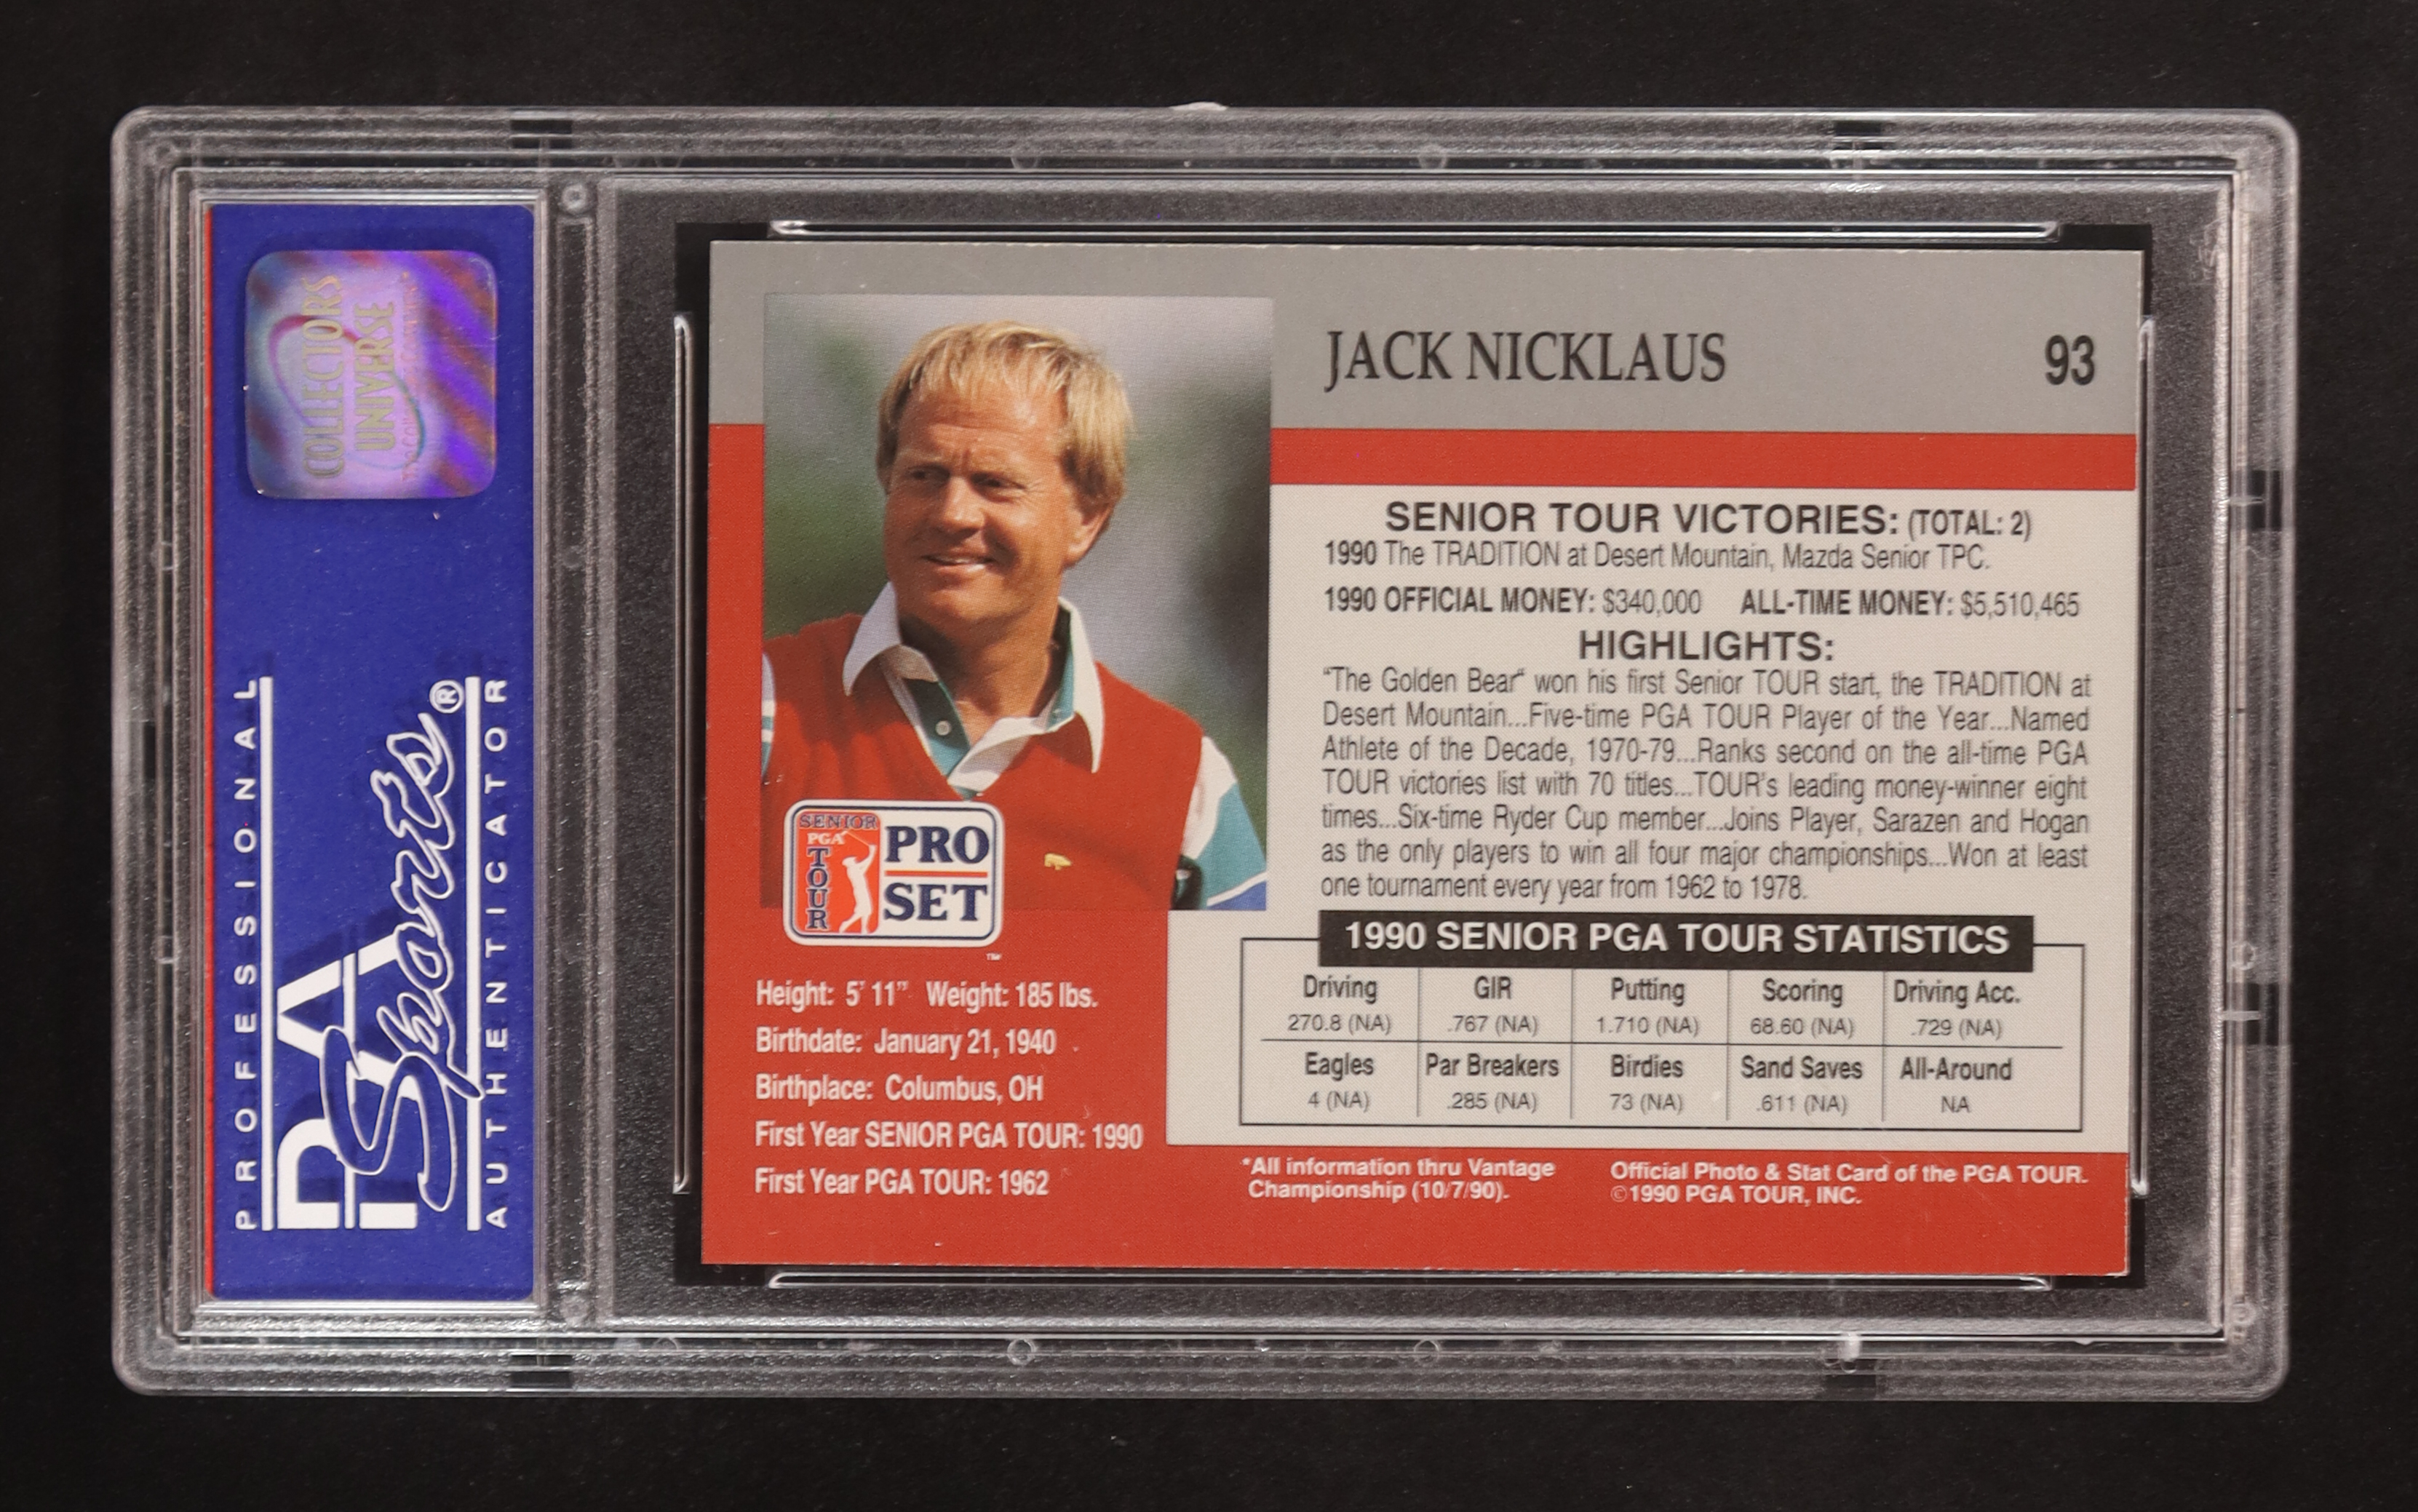 COLLECTORS
UNIVERSE
PROFESSIONAL
PSA
Sports®
AUTHENTICATOR
JACK NICKLAUS
93
SENIOR TOUR VICTORIES: (TOTAL: 2)
1990 The TRADITION at Desert Mountain, Mazda Senior TPC.
1990 OFFICIAL MONEY: $340,000 ALL-TIME MONEY: $5,510,465
HIGHLIGHTS:
"The Golden Bear" won his first Senior TOUR start, the TRADITION at
Desert Mountain...Five-time PGA TOUR Player of the Year...Named
Athlete of the Decade, 1970-79...Ranks second on the all-time PGA
TOUR victories list with 70 titles...TOUR's leading money-winner eight
times...Six-time Ryder Cup member...Joins Player, Sarazen and Hogan
as the only players to win all four major championships...Won at least
one tournament every year from 1962 to 1978.
SENIOR
PGA
TOUR
PRO
SET
™
Height: 5' 11" Weight: 185 lbs.
Birthdate: January 21, 1940
Birthplace: Columbus, OH
First Year SENIOR PGA TOUR: 1990
First Year PGA TOUR: 1962
1990 SENIOR PGA TOUR STATISTICS
Driving GIR Putting Scoring Driving Acc.
270.8 (NA) .767 (NA) 1.710 (NA) 68.60 (NA) .729 (NA)
Eagles Par Breakers Birdies Sand Saves All-Around
4 (NA) .285 (NA) 73 (NA) .611 (NA) NA
*All information thru Vantage
Championship (10/7/90).
Official Photo & Stat Card of the PGA TOUR.
©1990 PGA TOUR, INC.